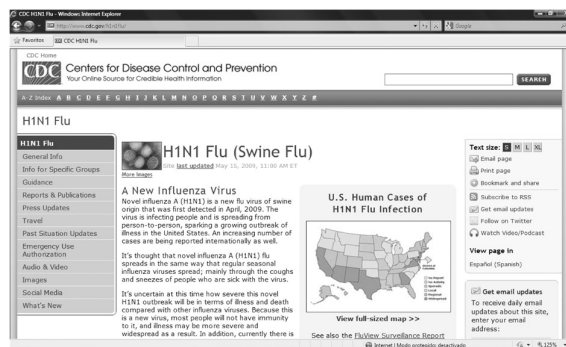 CDC H1N1 Flu - Windows Internet Explorer
http://www.cdc.gov/h1n1flu/
Google
Favoritos
CDC H1N1 Flu
CDC Home
CDC
Centers for Disease Control and Prevention
Your Online Source for Credible Health Information
SEARCH
A-Z Index A B C D E F G H I J K L M N O P Q R S T U V W X Y Z #
H1N1 Flu
H1N1 Flu
General Info
Info for Specific Groups
Guidance
Reports & Publications
Press Updates
Travel
Past Situation Updates
Emergency Use
Authorization
Audio & Video
Images
Social Media
What's New
More Images
H1N1 Flu (Swine Flu)
Site last updated May 15, 2009, 11:00 AM ET
A New Influenza Virus
Novel influenza A (H1N1) is a new flu virus of swine
origin that was first detected in April, 2009. The
virus is infecting people and is spreading from
person-to-person, sparking a growing outbreak of
illness in the United States. An increasing number of
cases are being reported internationally as well.
It's thought that novel influenza A (H1N1) flu
spreads in the same way that regular seasonal
influenza viruses spread; mainly through the coughs
and sneezes of people who are sick with the virus.
It's uncertain at this time how severe this novel
H1N1 outbreak will be in terms of illness and death
compared with other influenza viruses. Because this
is a new virus, most people will not have immunity
to it, and illness may be more severe and
widespread as a result. In addition, currently there is
U.S. Human Cases of
H1N1 Flu Infection
View full-sized map >>
See also the FluView Surveillance Report
Text size: S M L XL
Email page
Print page
Bookmark and share
Subscribe to RSS
Get email updates
Follow on Twitter
Watch Video/Podcast
View page in
Español (Spanish)
Get email updates
To receive daily email
updates about this site,
enter your email
address:
Internet | Modo protegido: desactivado
125%